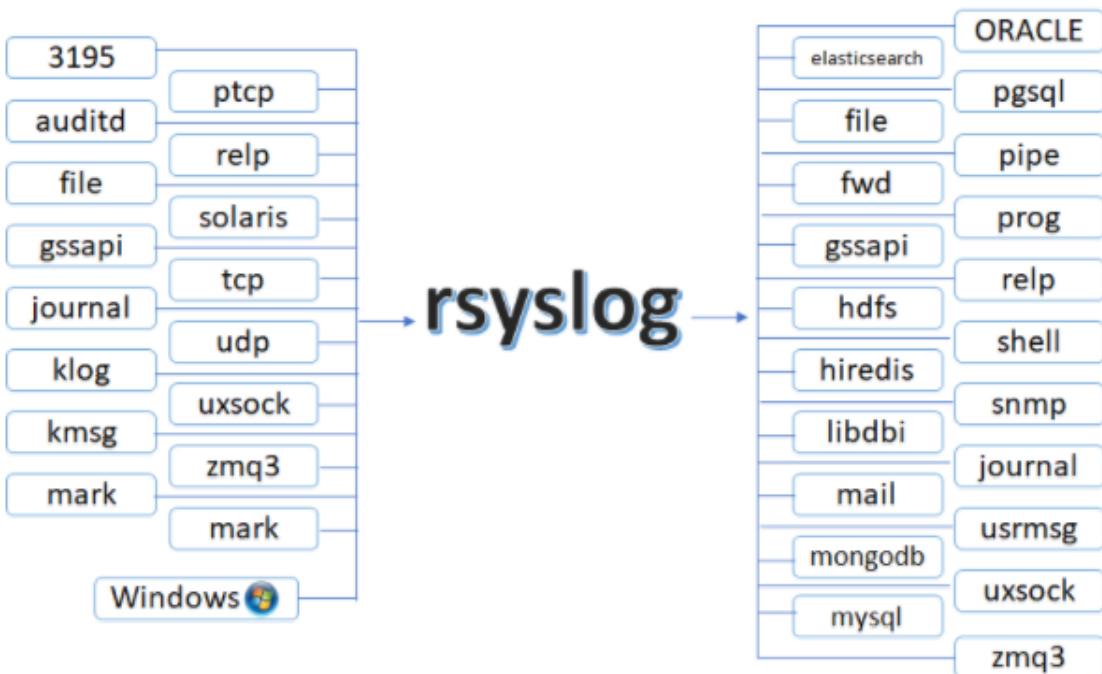 3195
ptcp
auditd
relp
file
solaris
gssapi
tcp
journal
udp
klog
uxsock
kmsg
zmq3
mark
mark
Windows
rsyslog
ORACLE
elasticsearch
pgsql
file
pipe
fwd
prog
gssapi
relp
hdfs
shell
hiredis
snmp
libdbi
journal
mail
usrmsg
mongodb
uxsock
mysql
zmq3